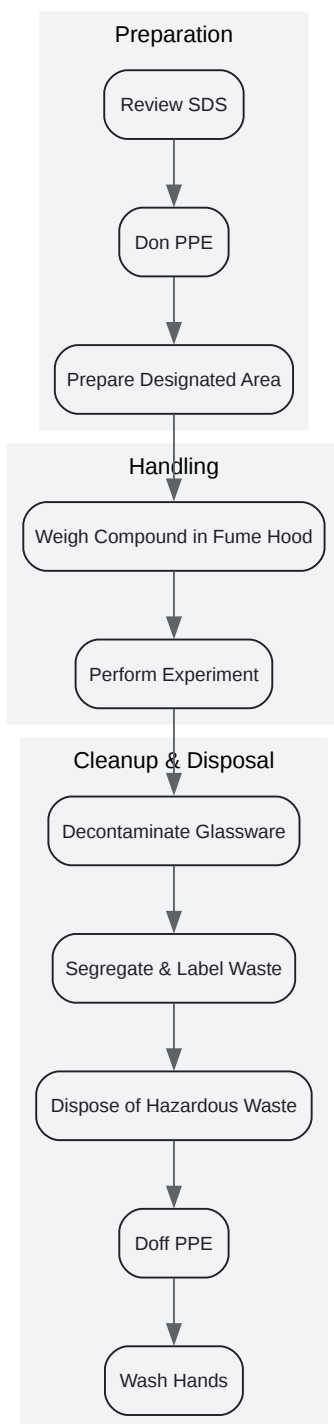 Preparation
Review SDS
Don PPE
Prepare Designated Area
Handling
Weigh Compound in Fume Hood
Perform Experiment
Cleanup & Disposal
Decontaminate Glassware
Segregate & Label Waste
Dispose of Hazardous Waste
Doff PPE
Wash Hands